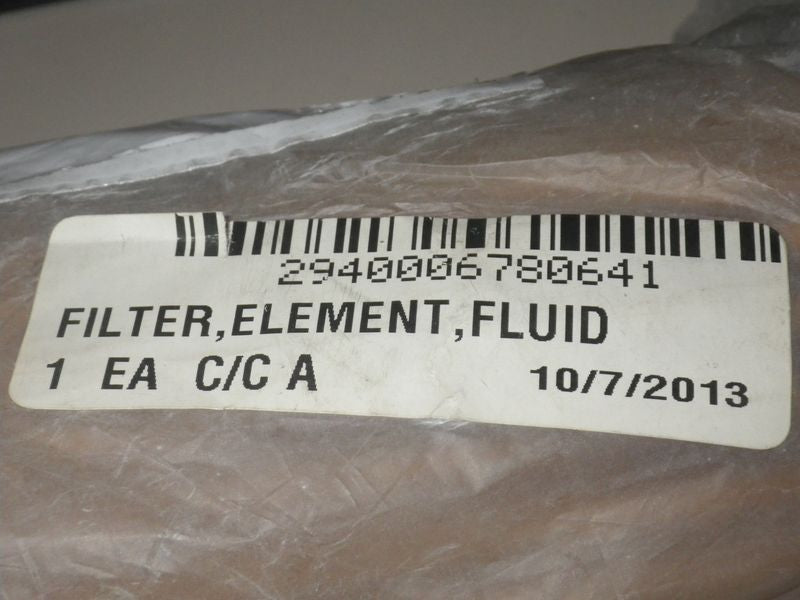 2940006780641
FILTER,ELEMENT,FLUID
1 EA C/C A 10/7/2013